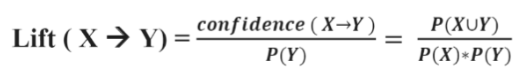 Lift ( X → Y) = confidence ( X→Y ) / P(Y) = P(X∪Y) / P(X)*P(Y)